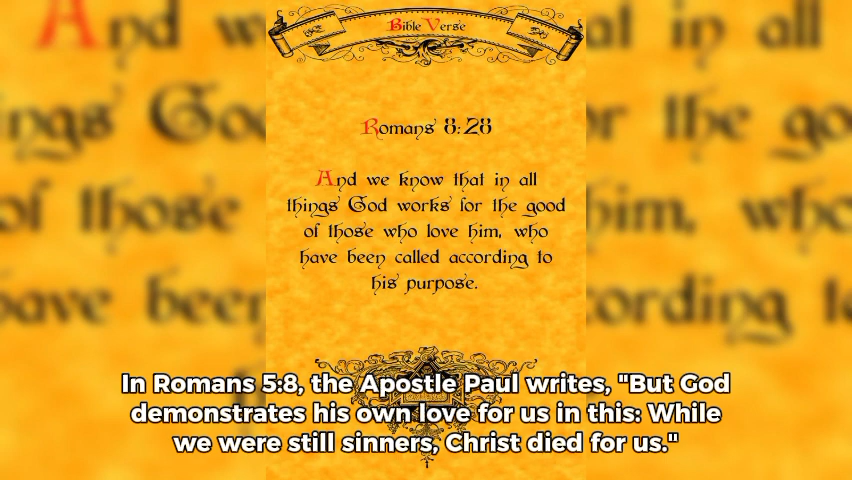 Bible Verse
Romans 8:28
And we know that in all
things God works for the good
of those who love him, who
have been called according to
his purpose.
In Romans 5:8, the Apostle Paul writes, "But God
demonstrates his own love for us in this: While
we were still sinners, Christ died for us."